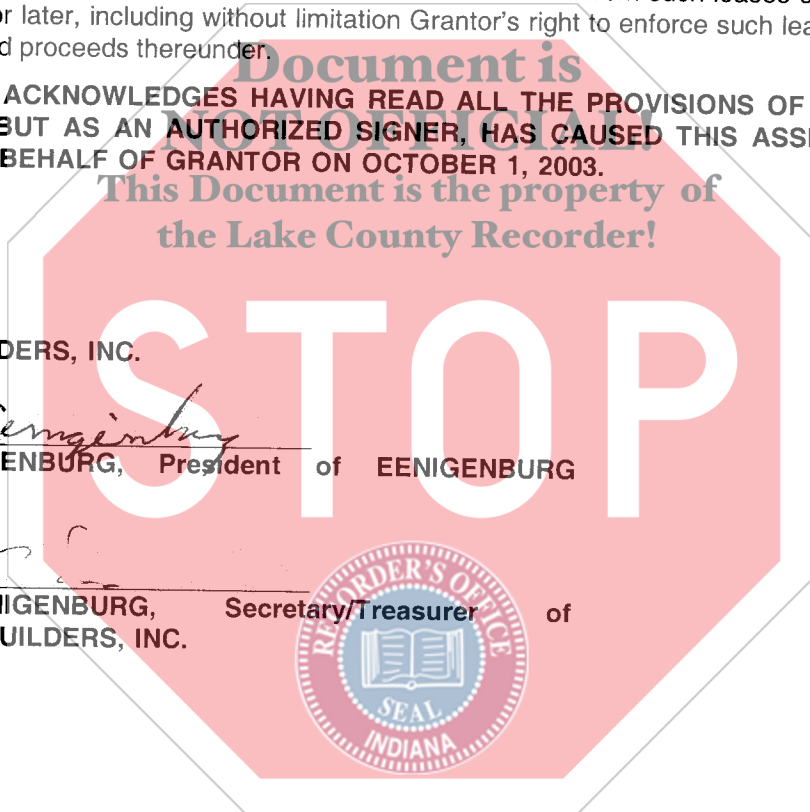 or later, including without limitation Grantor's right to enforce such lea
d proceeds thereunder.
Document is
ACKNOWLEDGES HAVING READ ALL THE PROVISIONS OF
NOT OFFICIAL!
BUT AS AN AUTHORIZED SIGNER, HAS CAUSED THIS ASSI
BEHALF OF GRANTOR ON OCTOBER 1, 2003.
This Document is the property of
the Lake County Recorder!
STOP
DERS, INC.
ENBURG, President of EENIGENBURG
IGENBURG, Secretary/Treasurer of
UILDERS, INC.
RECORDER'S OFFICE
SEAL
INDIANA